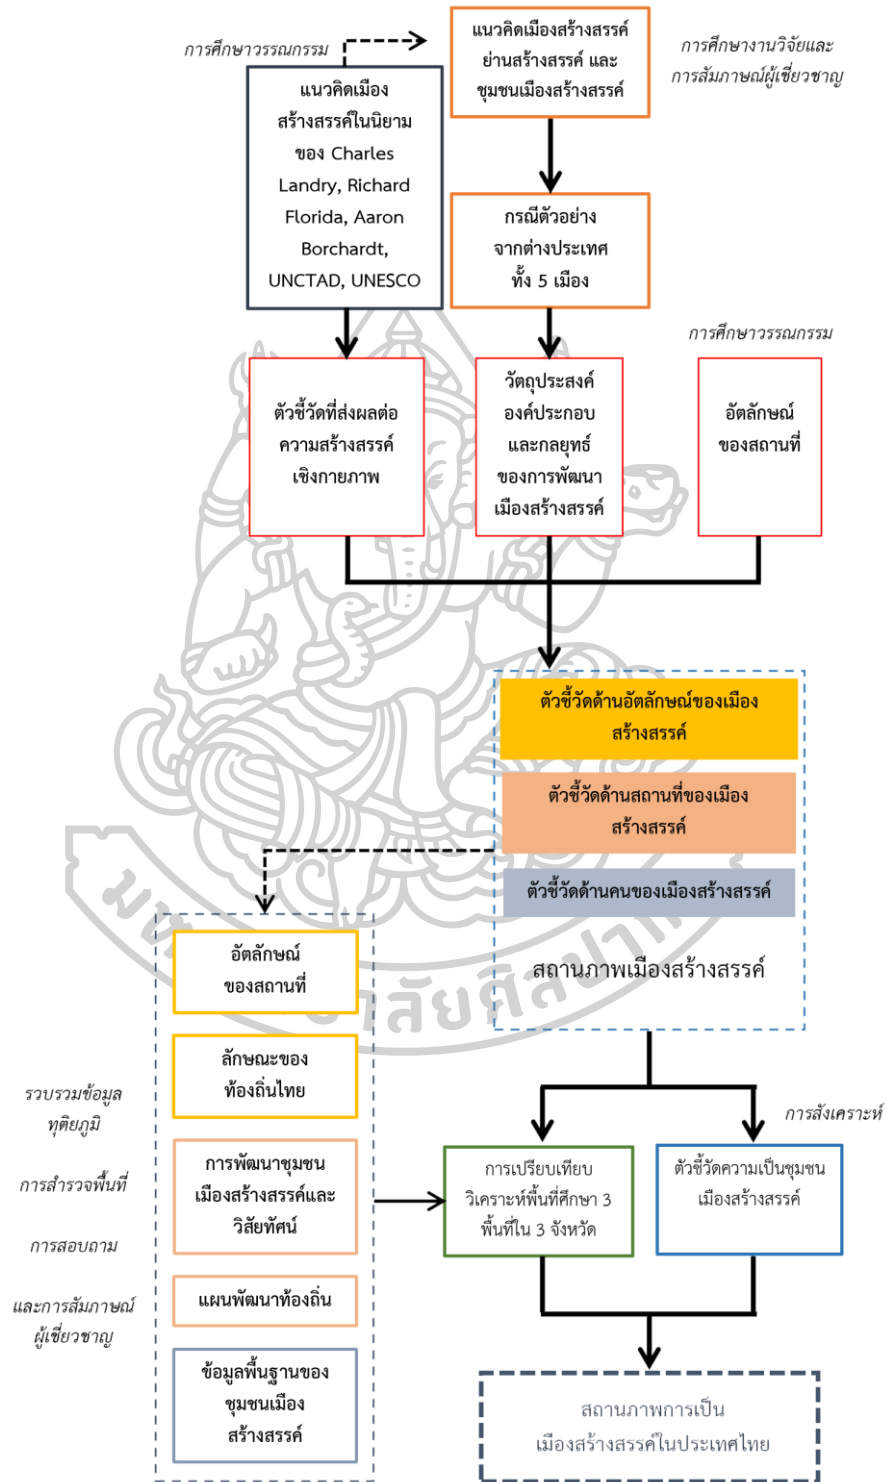 การศึกษาวรรณกรรม
แนวคิดเมืองสร้างสรรค์
ย่านสร้างสรรค์ และ
ชุมชนเมืองสร้างสรรค์
การศึกษางานวิจัยและ
การสัมภาษณ์ผู้เชี่ยวชาญ
แนวคิดเมือง
สร้างสรรค์ในนิยาม
ของ Charles
Landry, Richard
Florida, Aaron
Borchardt,
UNCTAD, UNESCO
กรณีตัวอย่าง
จากต่างประเทศ
ทั้ง 5 เมือง
การศึกษาวรรณกรรม
ตัวชี้วัดที่ส่งผลต่อ
ความสร้างสรรค์
เชิงกายภาพ
วัตถุประสงค์
องค์ประกอบ
และกลยุทธ์
ของการพัฒนา
เมืองสร้างสรรค์
อัตลักษณ์
ของสถานที่
ตัวชี้วัดด้านอัตลักษณ์ของเมือง
สร้างสรรค์
ตัวชี้วัดด้านสถานที่ของเมือง
สร้างสรรค์
ตัวชี้วัดด้านคนของเมืองสร้างสรรค์
สถานภาพเมืองสร้างสรรค์
อัตลักษณ์
ของสถานที่
ลักษณะของ
ท้องถิ่นไทย
การพัฒนาชุมชน
เมืองสร้างสรรค์และ
วิสัยทัศน์
แผนพัฒนาท้องถิ่น
ข้อมูลพื้นฐานของ
ชุมชนเมือง
สร้างสรรค์
รวบรวมข้อมูล
ทุติยภูมิ
การสำรวจพื้นที่
การสอบถาม
และการสัมภาษณ์
ผู้เชี่ยวชาญ
การสังเคราะห์
การเปรียบเทียบ
วิเคราะห์พื้นที่ศึกษา 3
พื้นที่ใน 3 จังหวัด
ตัวชี้วัดความเป็นชุมชน
เมืองสร้างสรรค์
สถานภาพการเป็น
เมืองสร้างสรรค์ในประเทศไทย